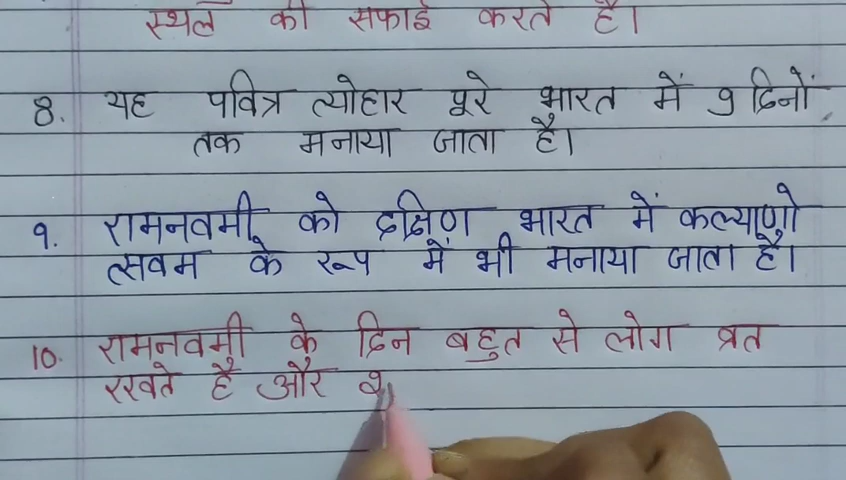 स्थल की सफाई करते है।
8. यह पवित्र त्योहार पूरे भारत में 9 दिनों
तक मनाया जाता है।
9. रामनवमी को दक्षिण भारत में कल्याणो
त्सवम के रूप में भी मनाया जाता है।
10. रामनवमी के दिन बहुत से लोग व्रत
रखते है और